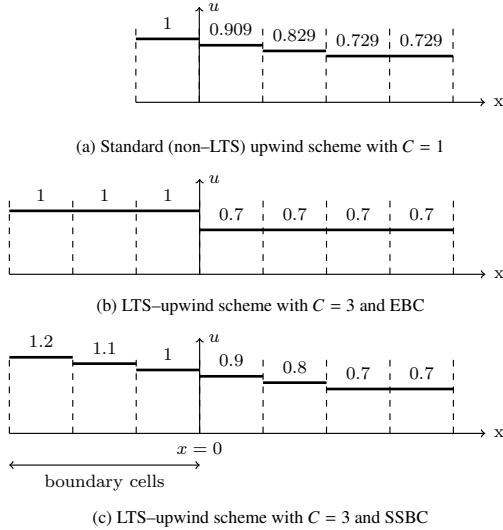 u
1 0.909 0.829 0.729 0.729
x
(a) Standard (non–LTS) upwind scheme with C = 1
u
1 1 1 0.7 0.7 0.7 0.7
x
(b) LTS–upwind scheme with C = 3 and EBC
u
1.2 1.1 1 0.9 0.8 0.7 0.7
x
x = 0
boundary cells
(c) LTS–upwind scheme with C = 3 and SSBC